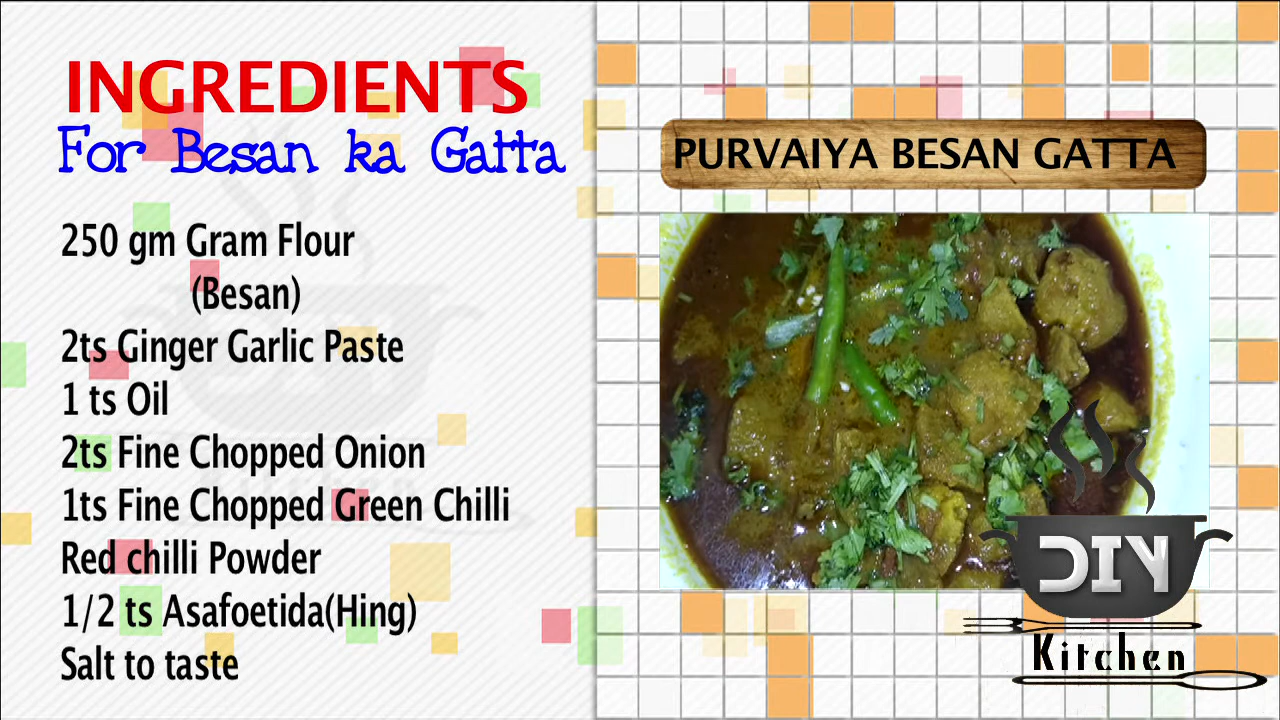 INGREDIENTS
For Besan ka Gatta
250 gm Gram Flour
(Besan)
2ts Ginger Garlic Paste
1 ts Oil
2ts Fine Chopped Onion
1ts Fine Chopped Green Chilli
Red chilli Powder
1/2 ts Asafoetida(Hing)
Salt to taste
PURVAIYA BESAN GATTA
DIY
Kitchen